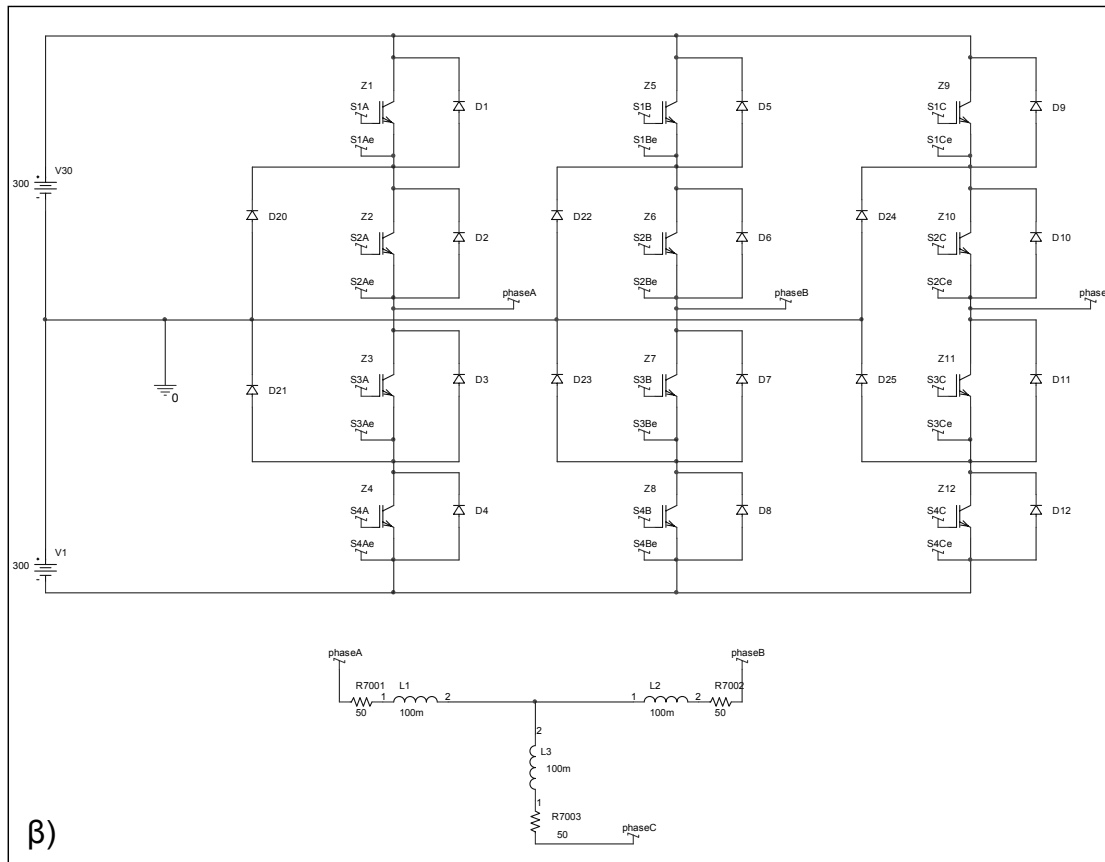 Z1
Z5
Z9
S1A
D1
S1B
D5
S1C
D9
S1Ae
S1Be
S1Ce
V30
300
D20
Z2
D22
Z6
D24
Z10
S2A
D2
S2B
D6
S2C
D10
S2Ae
S2Be
S2Ce
phaseA
phaseB
phase
0
D21
Z3
D23
Z7
D25
Z11
S3A
D3
S3B
D7
S3C
D11
S3Ae
S3Be
S3Ce
Z4
Z8
Z12
S4A
D4
S4B
D8
S4C
D12
S4Ae
S4Be
S4Ce
V1
300
phaseA
phaseB
R7001
1
L1
2
1
L2
2
R7002
50
100m
100m
50
2
L3
100m
1
R7003
50
phaseC
β)